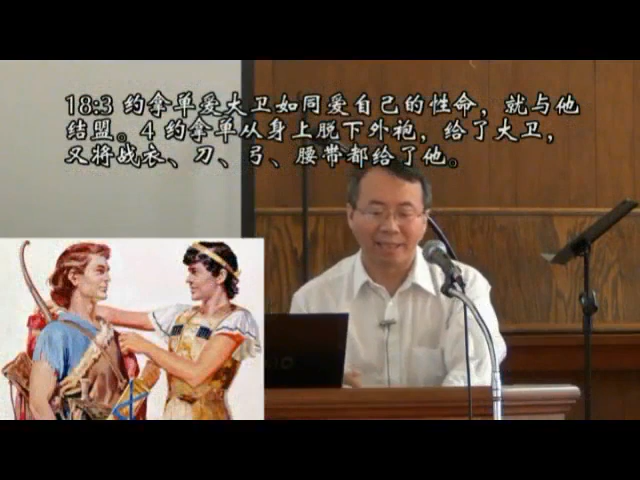 18:3 约拿单爱大卫如同爱自己的性命，就与他
结盟。4 约拿单从身上脱下外袍，给了大卫，
又将战衣、刀、弓、腰带都给了他。